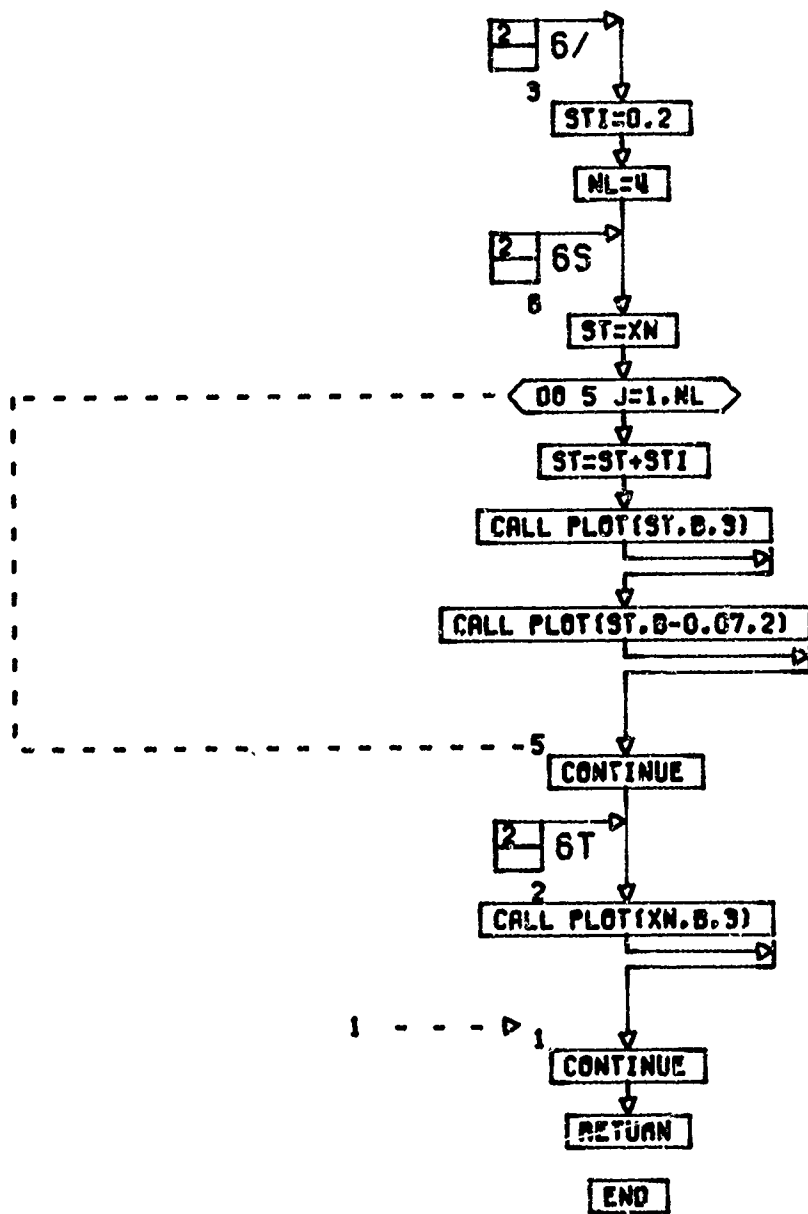 2 6/
3
STI=0.2
NL=4
2 6S
6
ST=XN
DO 5 J=1,NL
ST=ST+STI
CALL PLOT(ST,B,3)
CALL PLOT(ST,B-0.07,2)
5
CONTINUE
2 6T
2
CALL PLOT(XN,B,3)
1 1
CONTINUE
RETURN
END